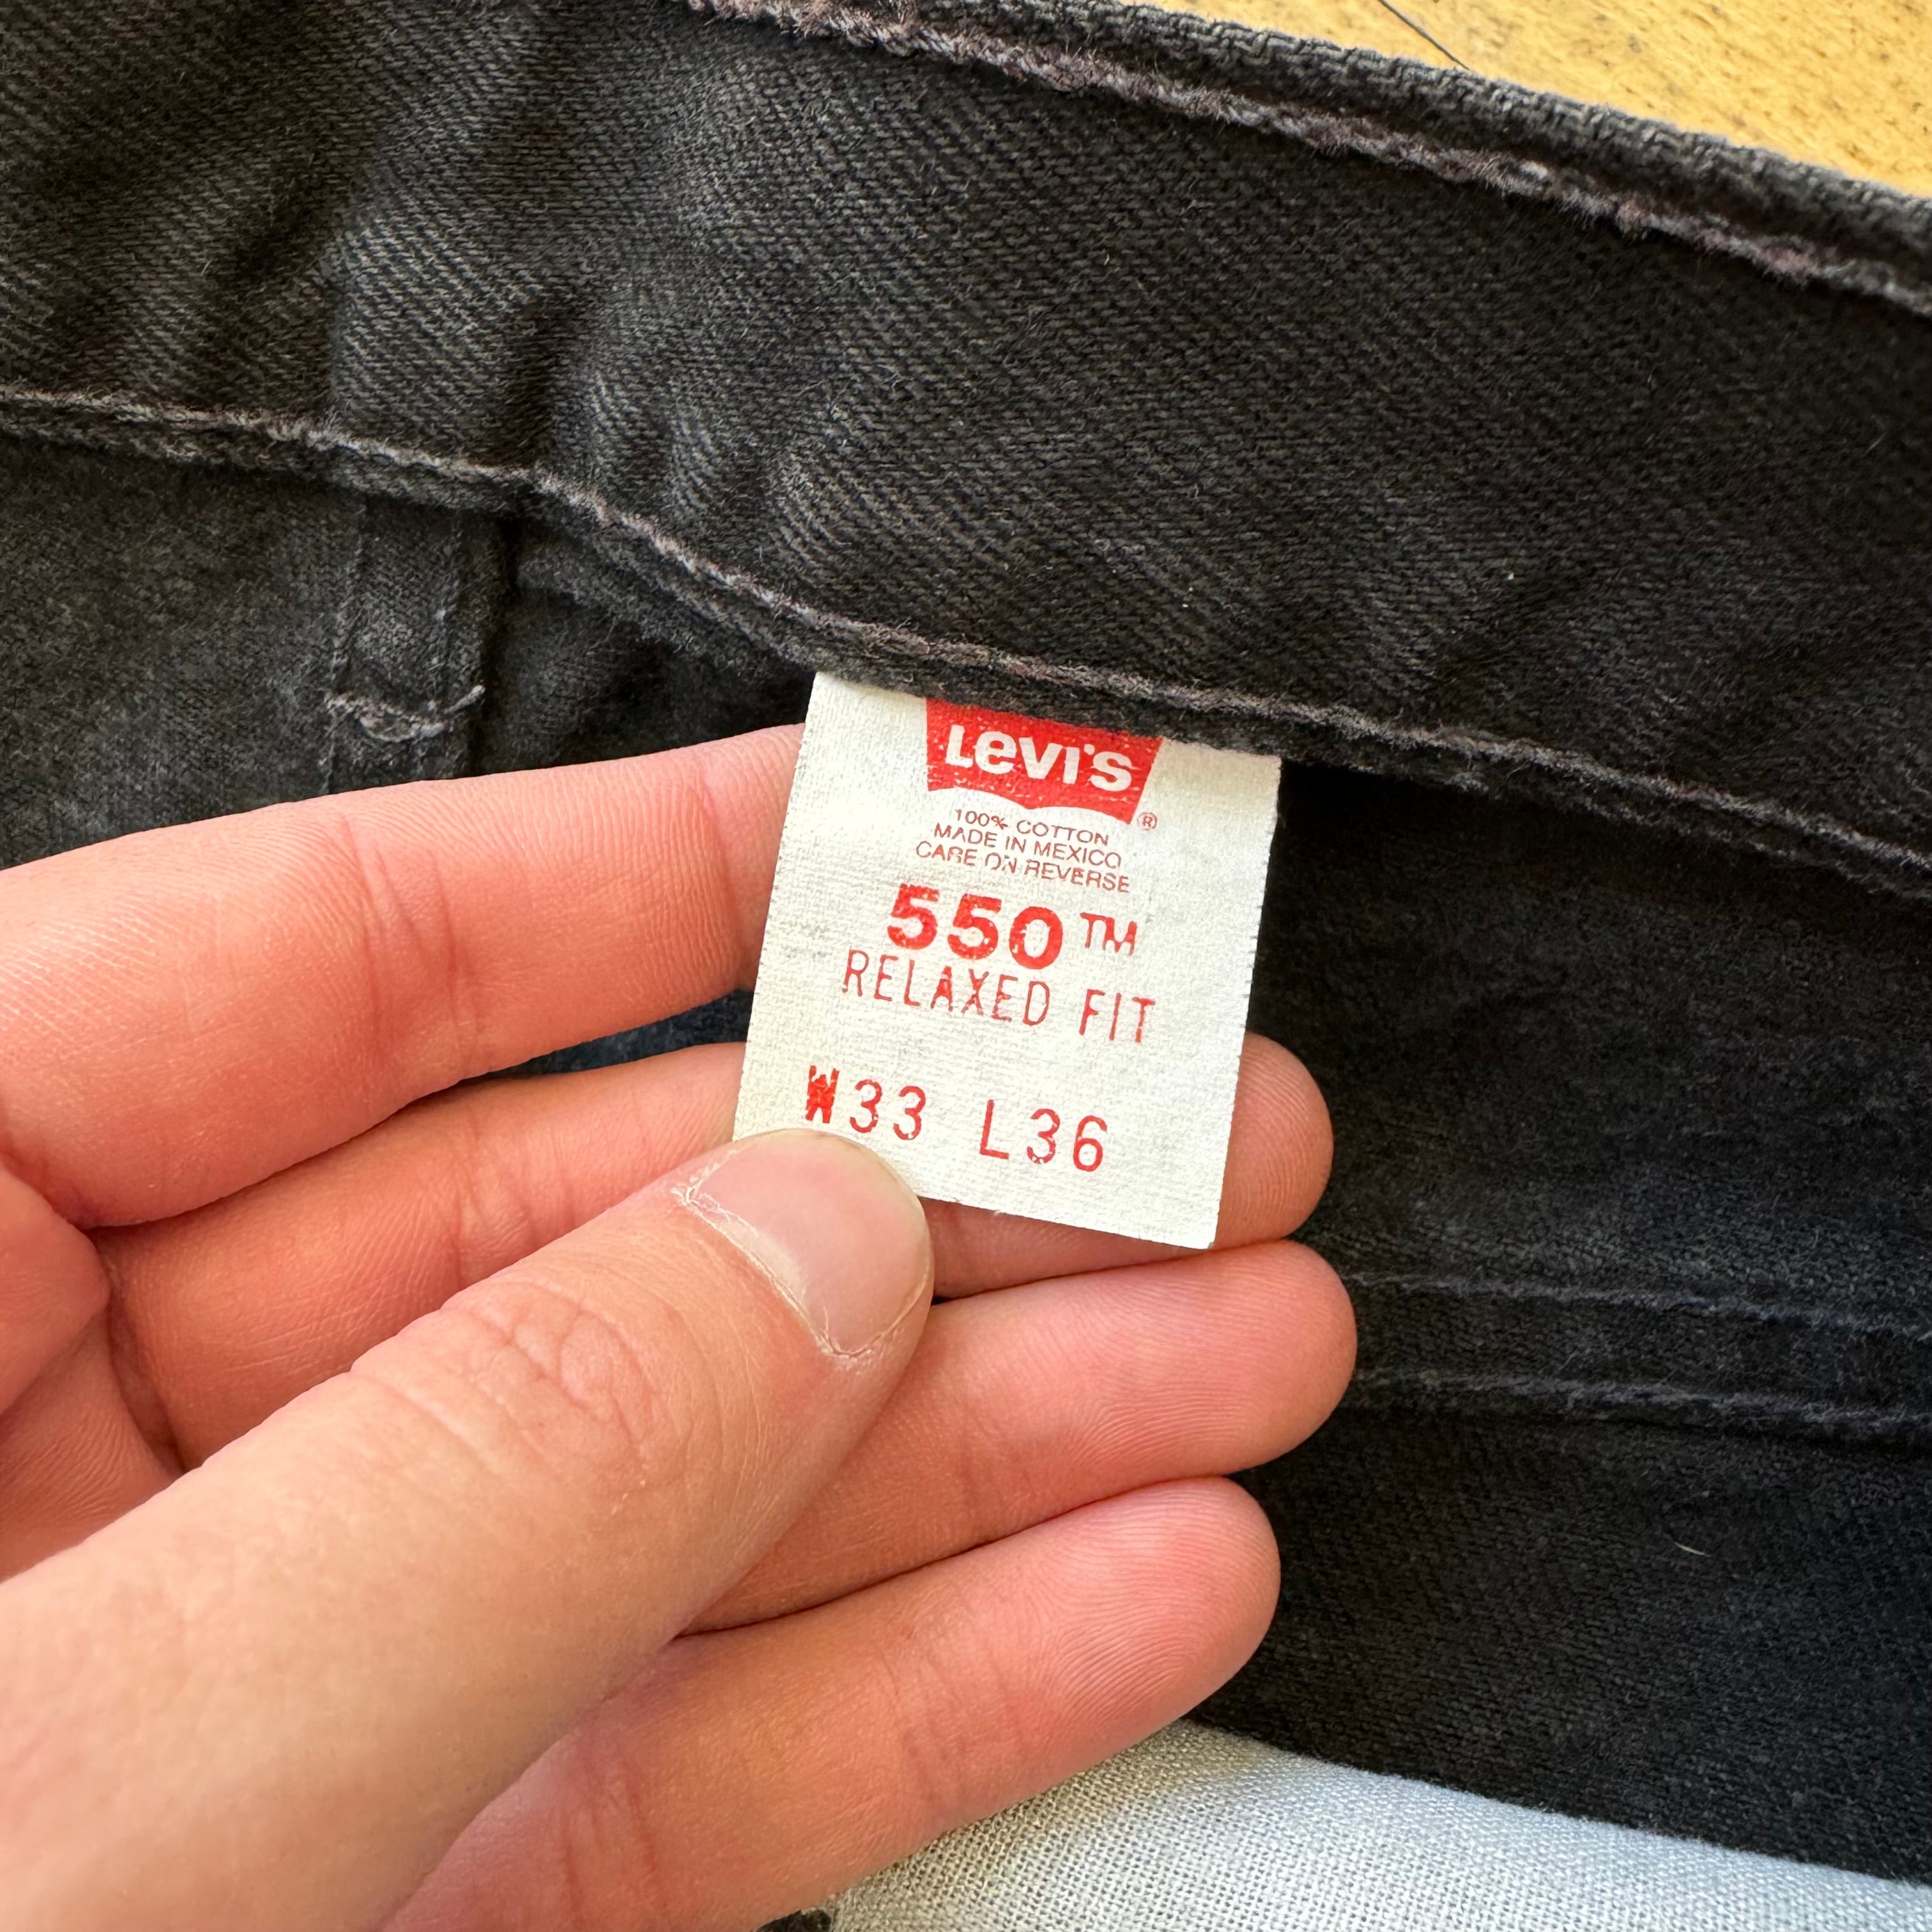 LEVI'S ®
100% COTTON
MADE IN MEXICO
CARE ON REVERSE
550™
RELAXED FIT
W33 L36